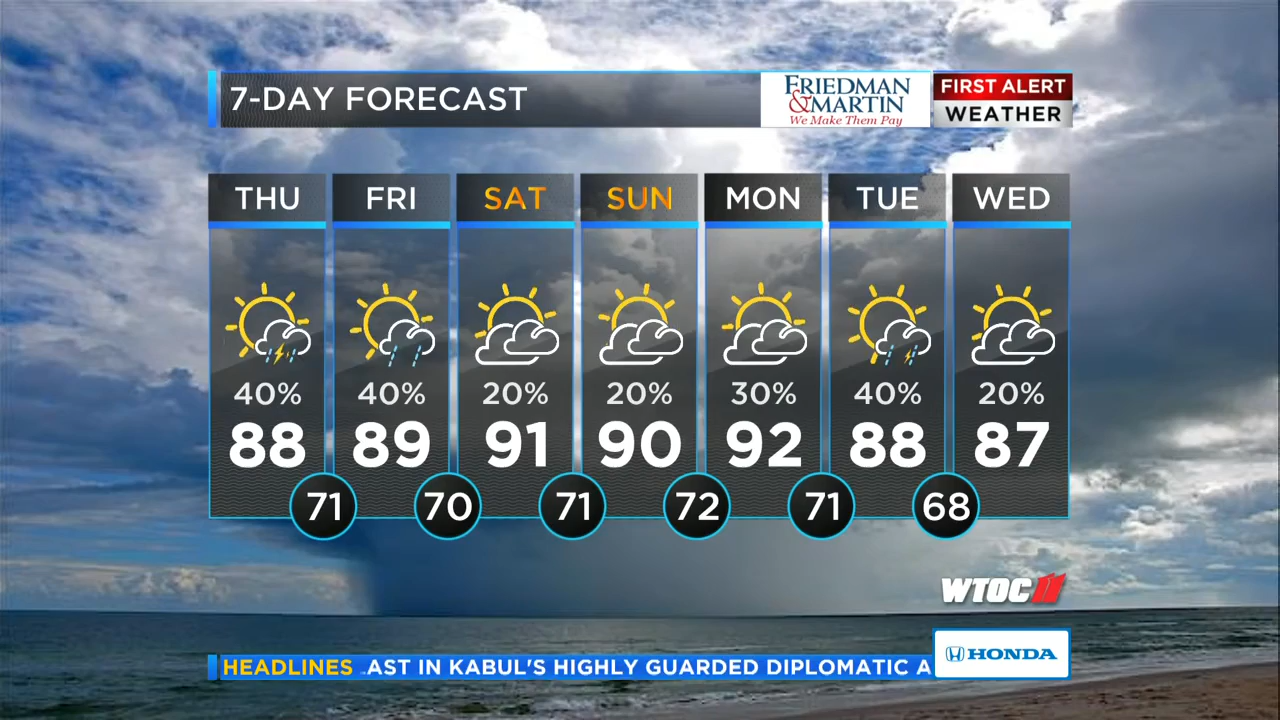 7-DAY FORECAST
FRIEDMAN
&MARTIN
We Make Them Pay
FIRST ALERT
WEATHER
THU FRI SAT SUN MON TUE WED
40% 40% 20% 20% 30% 40% 20%
88 89 91 90 92 88 87
71 70 71 72 71 68
WTOC 11
HEADLINES ..AST IN KABUL'S HIGHLY GUARDED DIPLOMATIC A
HONDA